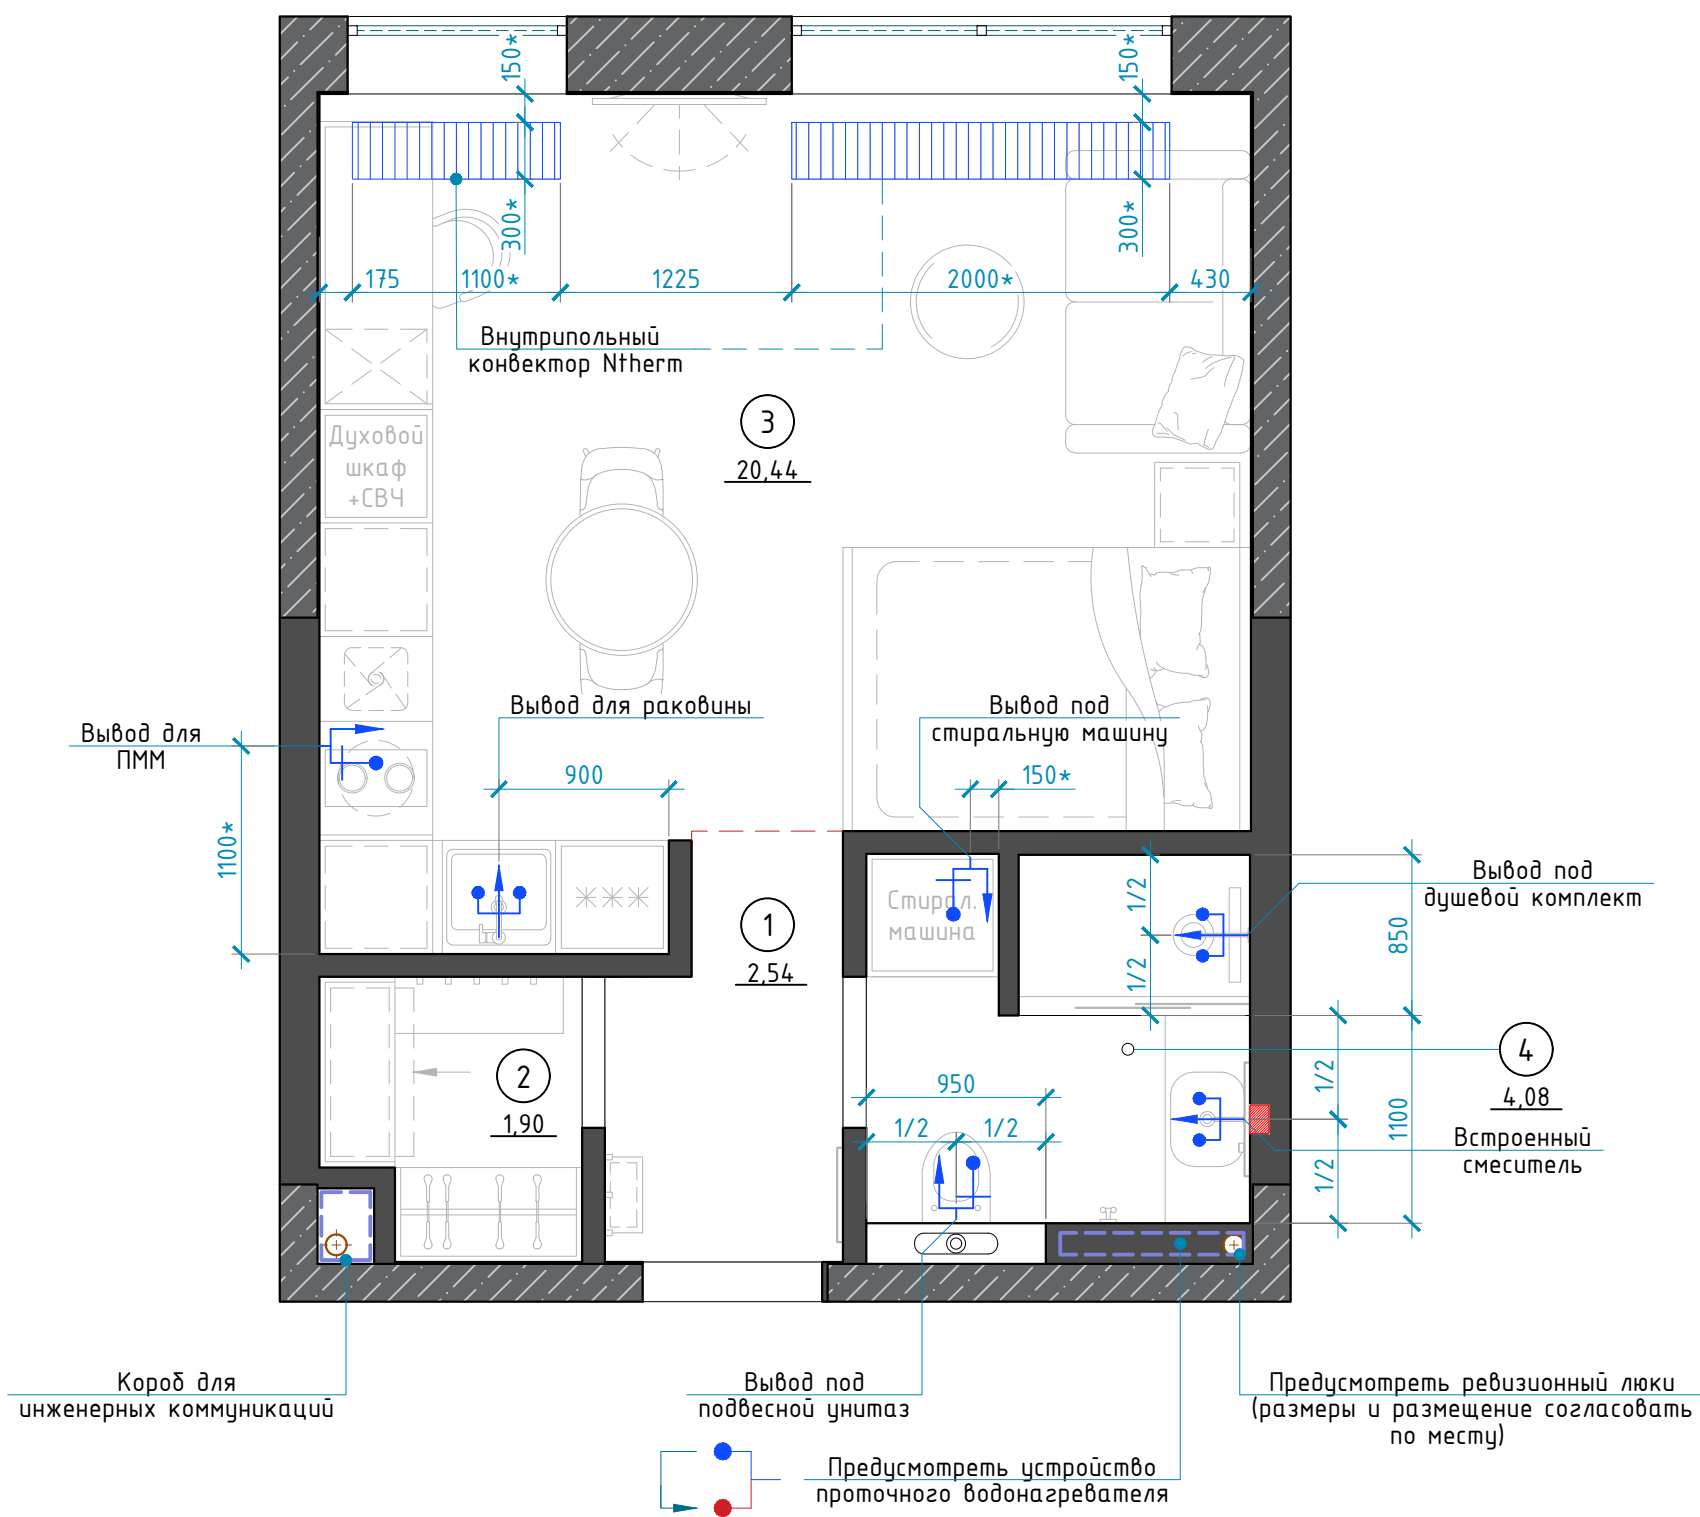 150*
150*
300*
300*
175
1100*
1225
2000*
430
Внутрипольный
конвектор Ntherm
3
20,44
Духовой
шкаф
+СВЧ
Вывод для раковины
Вывод под
стиральную машину
Вывод для
ПММ
900
150*
1100*
Вывод под
душевой комплект
1/2
1/2
850
Стирал.
машина
1
2,54
2
1,90
4
4,08
950
1/2
1/2
1/2
1/2
1100
Встроенный
смеситель
Короб для
инженерных коммуникаций
Вывод под
подвесной унитаз
Предусмотреть ревизионный люки
(размеры и размещение согласовать
по месту)
Предусмотреть устройство
проточного водонагревателя